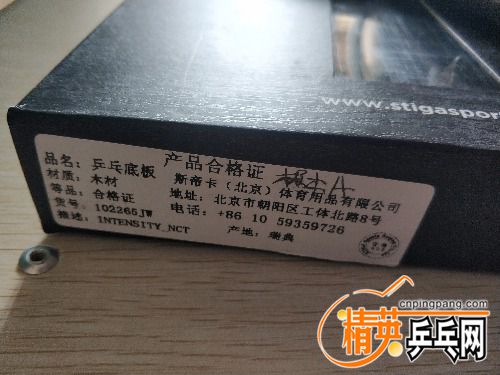 www.stigaspor
产品合格证
品名：乒乓底板
材质：木材
等品：合格证
货号：102265JW
描述：INTENSITY_NCT
斯帝卡（北京）体育用品有限公司
地址：北京市朝阳区工体北路8号
电话：+86 10 59359726
产地：瑞典
cnpingpang.com
精英乒乓网